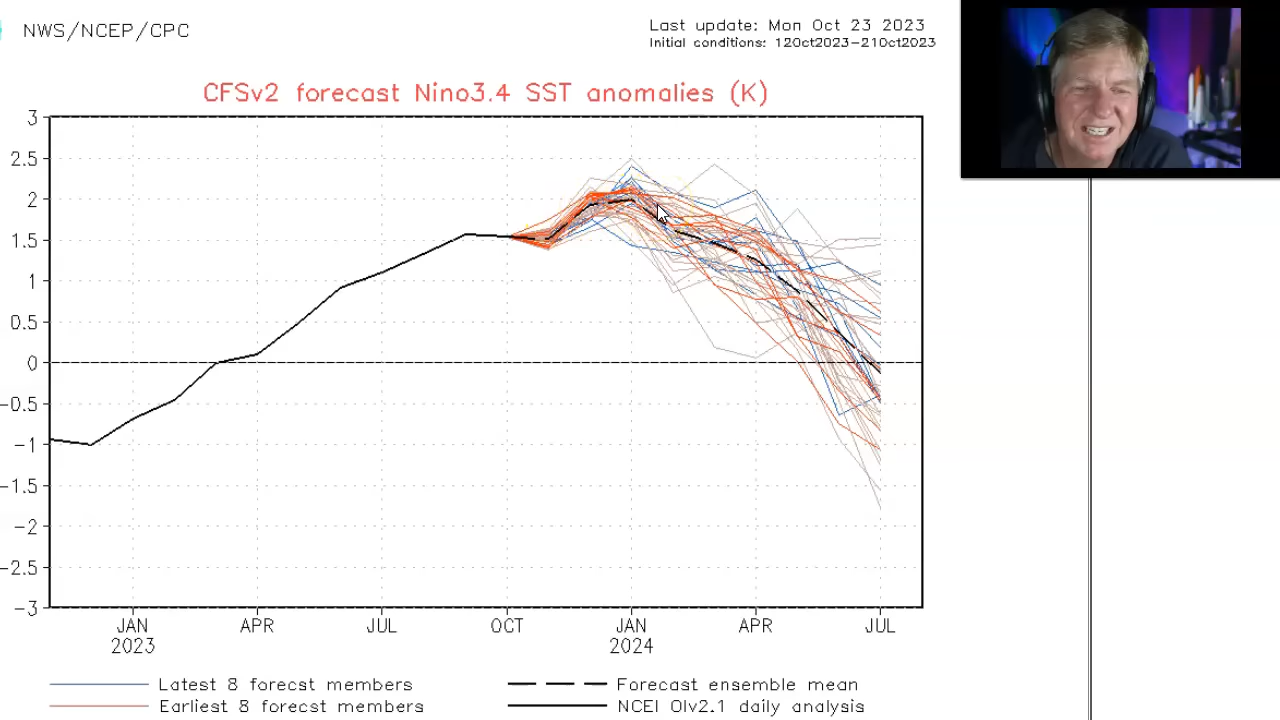 NWS/NCEP/CPC
Last update: Mon Oct 23 2023
Initial conditions: 12Oct2023-21Oct2023
CFSv2 forecast Nino3.4 SST anomalies (K)
3
2.5
2
1.5
1
0.5
0
-0.5
-1
-1.5
-2
-2.5
-3
JAN APR JUL OCT JAN APR JUL
2023 2024
Latest 8 forecst members
Forecast ensemble mean
Earliest 8 forecst members
NCEI OIv2.1 daily analysis